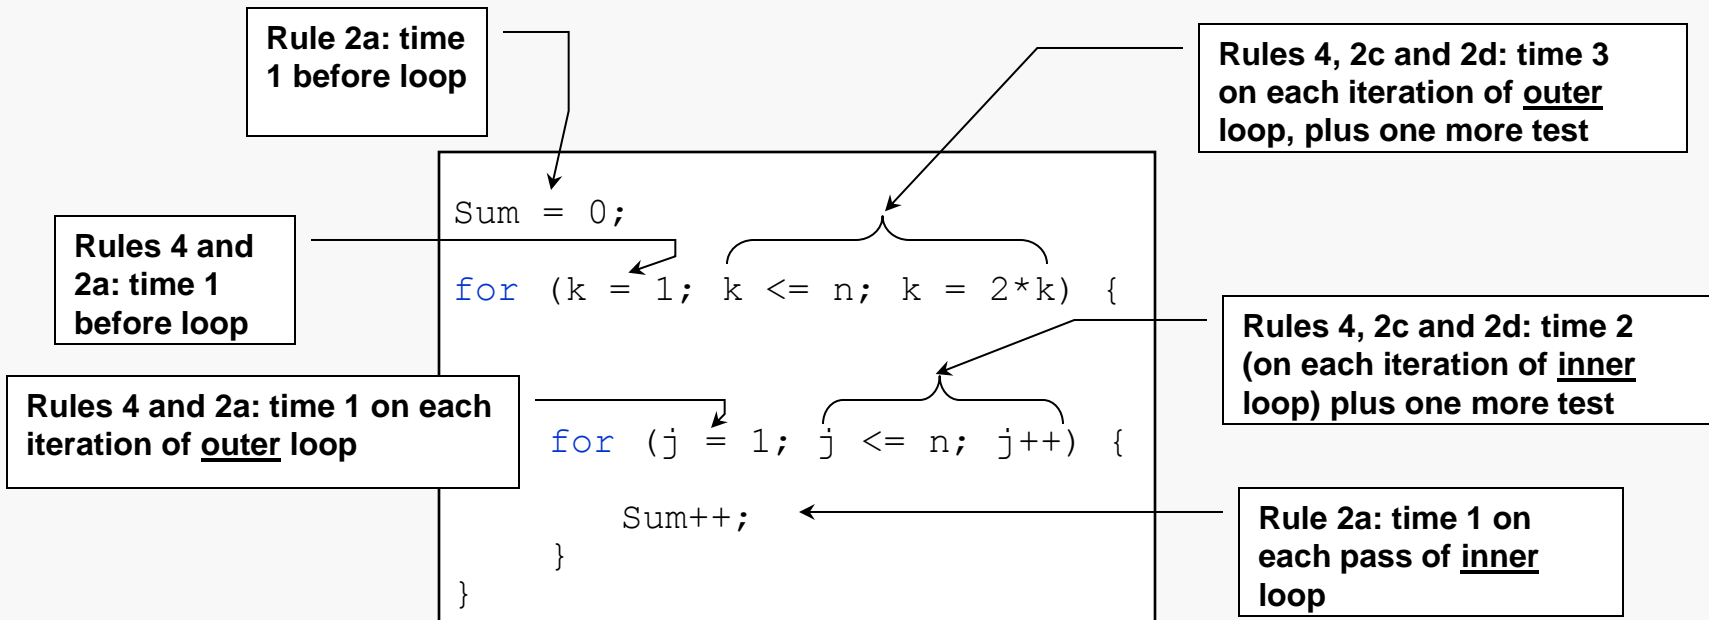 Rule 2a: time
1 before loop
Rules 4, 2c and 2d: time 3
on each iteration of outer
loop, plus one more test
Sum = 0;
Rules 4 and
2a: time 1
before loop
for (k = 1; k <= n; k = 2*k) {
Rules 4, 2c and 2d: time 2
(on each iteration of inner
loop) plus one more test
Rules 4 and 2a: time 1 on each
iteration of outer loop
for (j = 1; j <= n; j++) {
Sum++;
Rule 2a: time 1 on
each pass of inner
loop
}
}